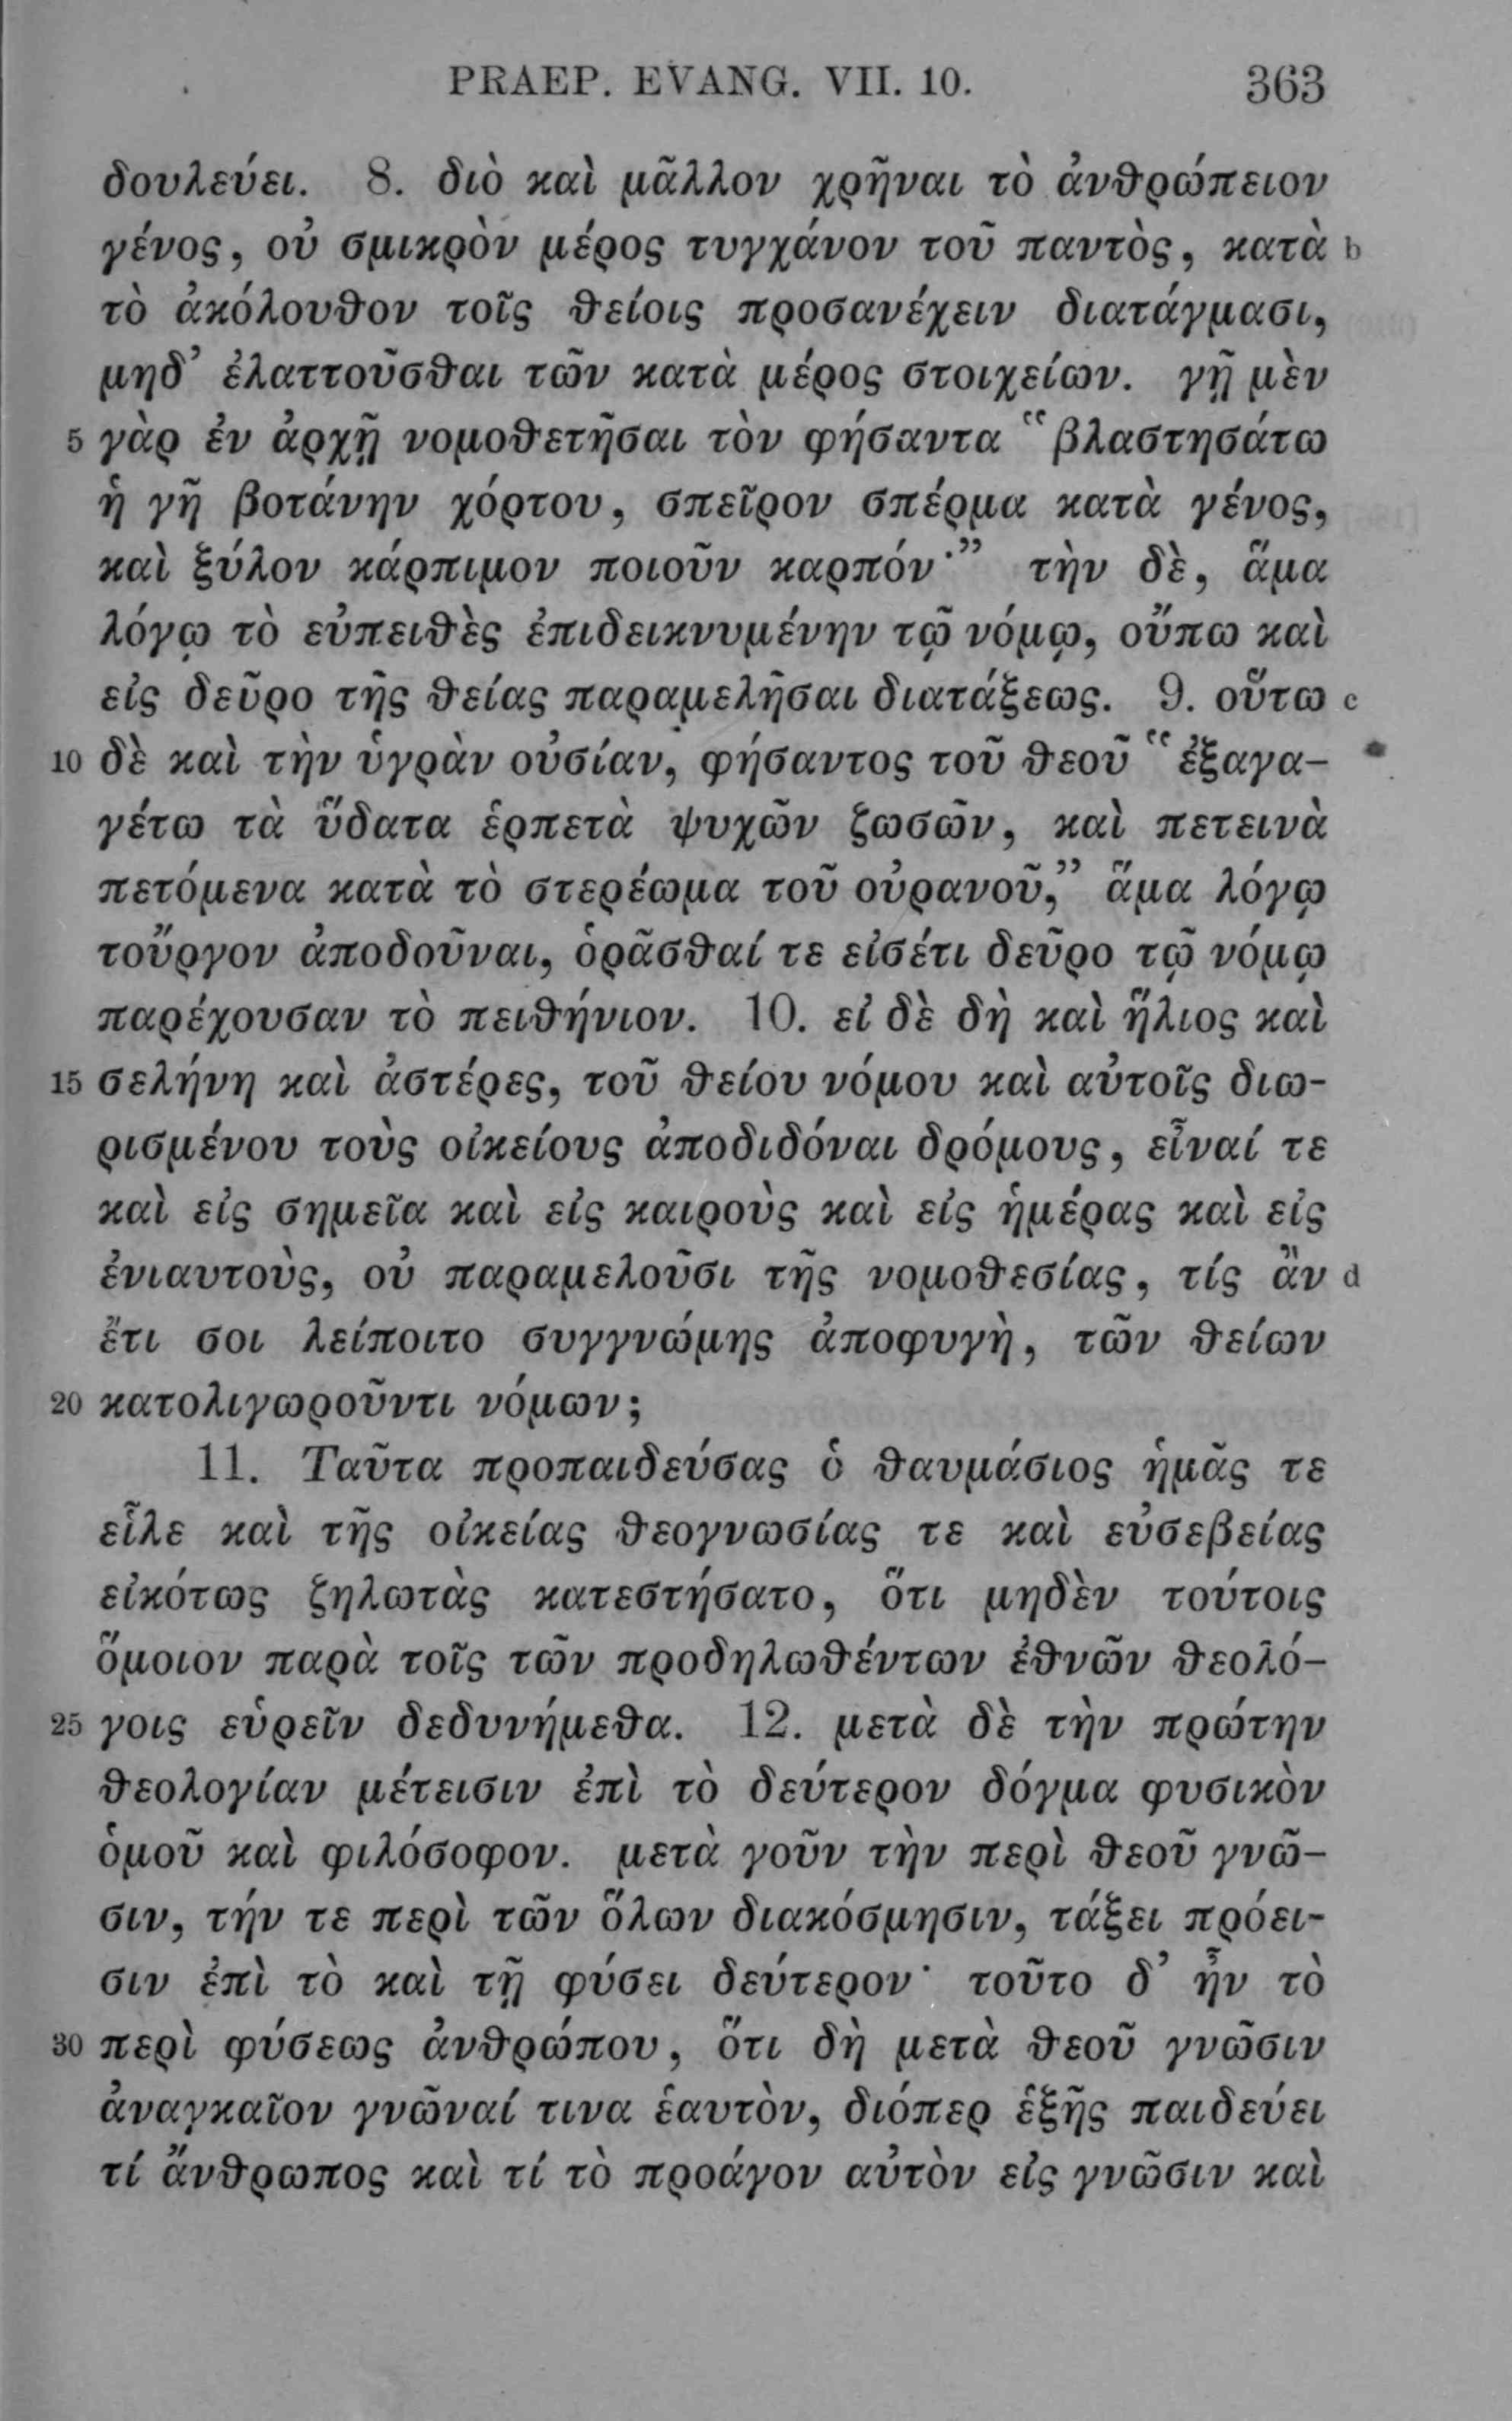 PRAEP. EVANG. VII. 10. 363
δουλεύει. 8. διὸ καὶ μᾶλλον χρῆναι τὸ ἀνθρώπειον
γένος, οὐ σμικρὸν μέρος τυγχάνον τοῦ παντὸς, κατὰ b
τὸ ἀκόλουθον τοῖς θείοις προσανέχειν διατάγμασι,
μηδ’ ἐλαττοῦσθαι τῶν κατὰ μέρος στοιχείων. γῇ μὲν
5 γὰρ ἐν ἀρχῇ νομοθετῆσαι τὸν φήσαντα “βλαστησάτω
ἡ γῆ βοτάνην χόρτου, σπεῖρον σπέρμα κατὰ γένος,
καὶ ξύλον κάρπιμον ποιοῦν καρπόν·” τὴν δὲ, ἅμα
λόγῳ τὸ εὐπειθὲς ἐπιδεικνυμένην τῷ νόμῳ, οὔπω καὶ
εἰς δεῦρο τῆς θείας παραμελῆσαι διατάξεως. 9. οὕτω c
10 δὲ καὶ τὴν ὑγρὰν οὐσίαν, φήσαντος τοῦ θεοῦ “ἐξαγα-
γέτω τὰ ὕδατα ἑρπετὰ ψυχῶν ζωσῶν, καὶ πετεινὰ
πετόμενα κατὰ τὸ στερέωμα τοῦ οὐρανοῦ,” ἅμα λόγῳ
τοὔργον ἀποδοῦναι, ὁρᾶσθαί τε εἰσέτι δεῦρο τῷ νόμῳ
παρέχουσαν τὸ πειθήνιον. 10. εἰ δὲ δὴ καὶ ἥλιος καὶ
15 σελήνη καὶ ἀστέρες, τοῦ θείου νόμου καὶ αὐτοῖς διω-
ρισμένου τοὺς οἰκείους ἀποδιδόναι δρόμους, εἶναί τε
καὶ εἰς σημεῖα καὶ εἰς καιροὺς καὶ εἰς ἡμέρας καὶ εἰς
ἐνιαυτοὺς, οὐ παραμελοῦσι τῆς νομοθεσίας, τίς ἂν d
ἔτι σοι λείποιτο συγγνώμης ἀποφυγὴ, τῶν θείων
20 κατολιγωροῦντι νόμων;
11. Ταῦτα προπαιδεύσας ὁ θαυμάσιος ἡμᾶς τε
εἷλε καὶ τῆς οἰκείας θεογνωσίας τε καὶ εὐσεβείας
εἰκότως ζηλωτὰς κατεστήσατο, ὅτι μηδὲν τούτοις
ὅμοιον παρὰ τοῖς τῶν προδηλωθέντων ἐθνῶν θεολό-
25 γοις εὑρεῖν δεδυνήμεθα. 12. μετὰ δὲ τὴν πρώτην
θεολογίαν μέτεισιν ἐπὶ τὸ δεύτερον δόγμα φυσικὸν
ὁμοῦ καὶ φιλόσοφον. μετὰ γοῦν τὴν περὶ θεοῦ γνῶ-
σιν, τήν τε περὶ τῶν ὅλων διακόσμησιν, τάξει πρόει-
σιν ἐπὶ τὸ καὶ τῇ φύσει δεύτερον· τοῦτο δ’ ἦν τὸ
30 περὶ φύσεως ἀνθρώπου, ὅτι δὴ μετὰ θεοῦ γνῶσιν
ἀναγκαῖον γνῶναί τινα ἑαυτὸν, διόπερ ἑξῆς παιδεύει
τί ἄνθρωπος καὶ τί τὸ προάγον αὐτὸν εἰς γνῶσιν καὶ